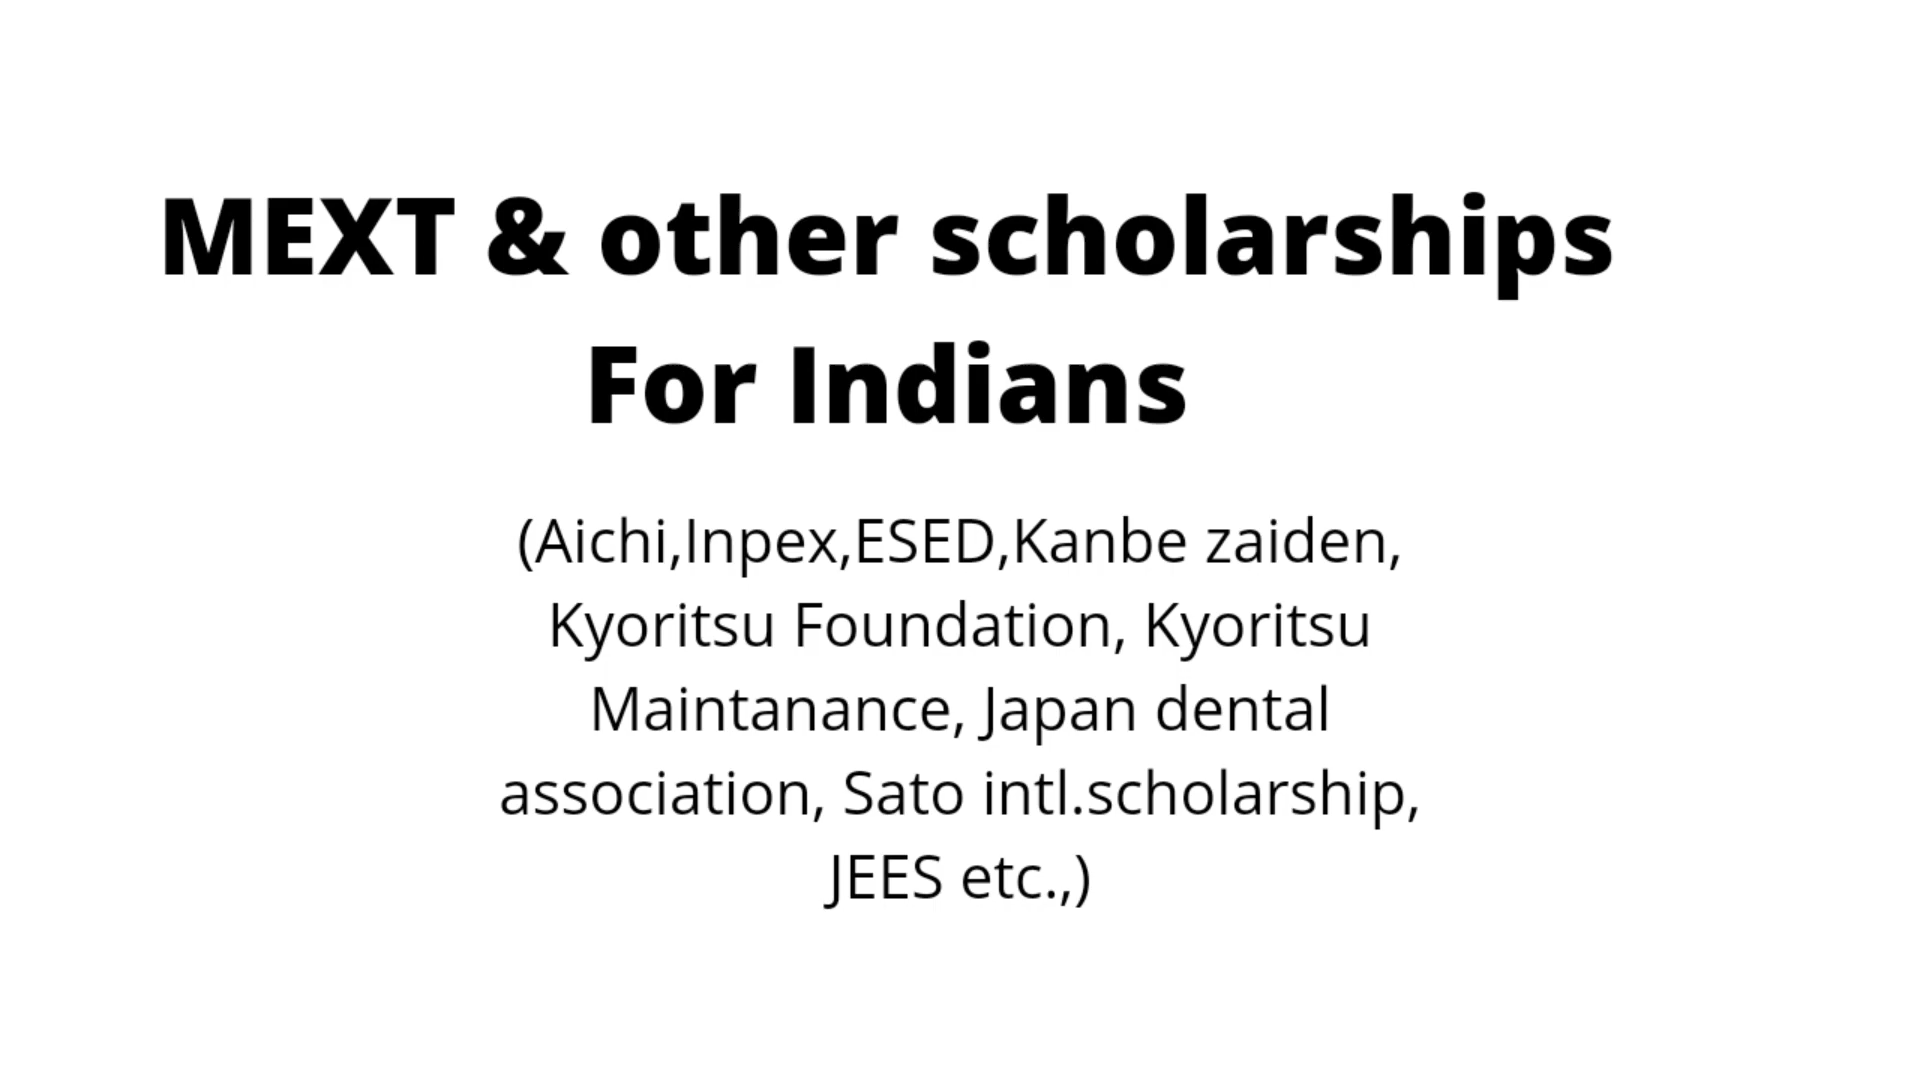 MEXT & other scholarships
For Indians
(Aichi,Inpex,ESED,Kanbe zaiden,
Kyoritsu Foundation, Kyoritsu
Maintanance, Japan dental
association, Sato intl.scholarship,
JEES etc.,)